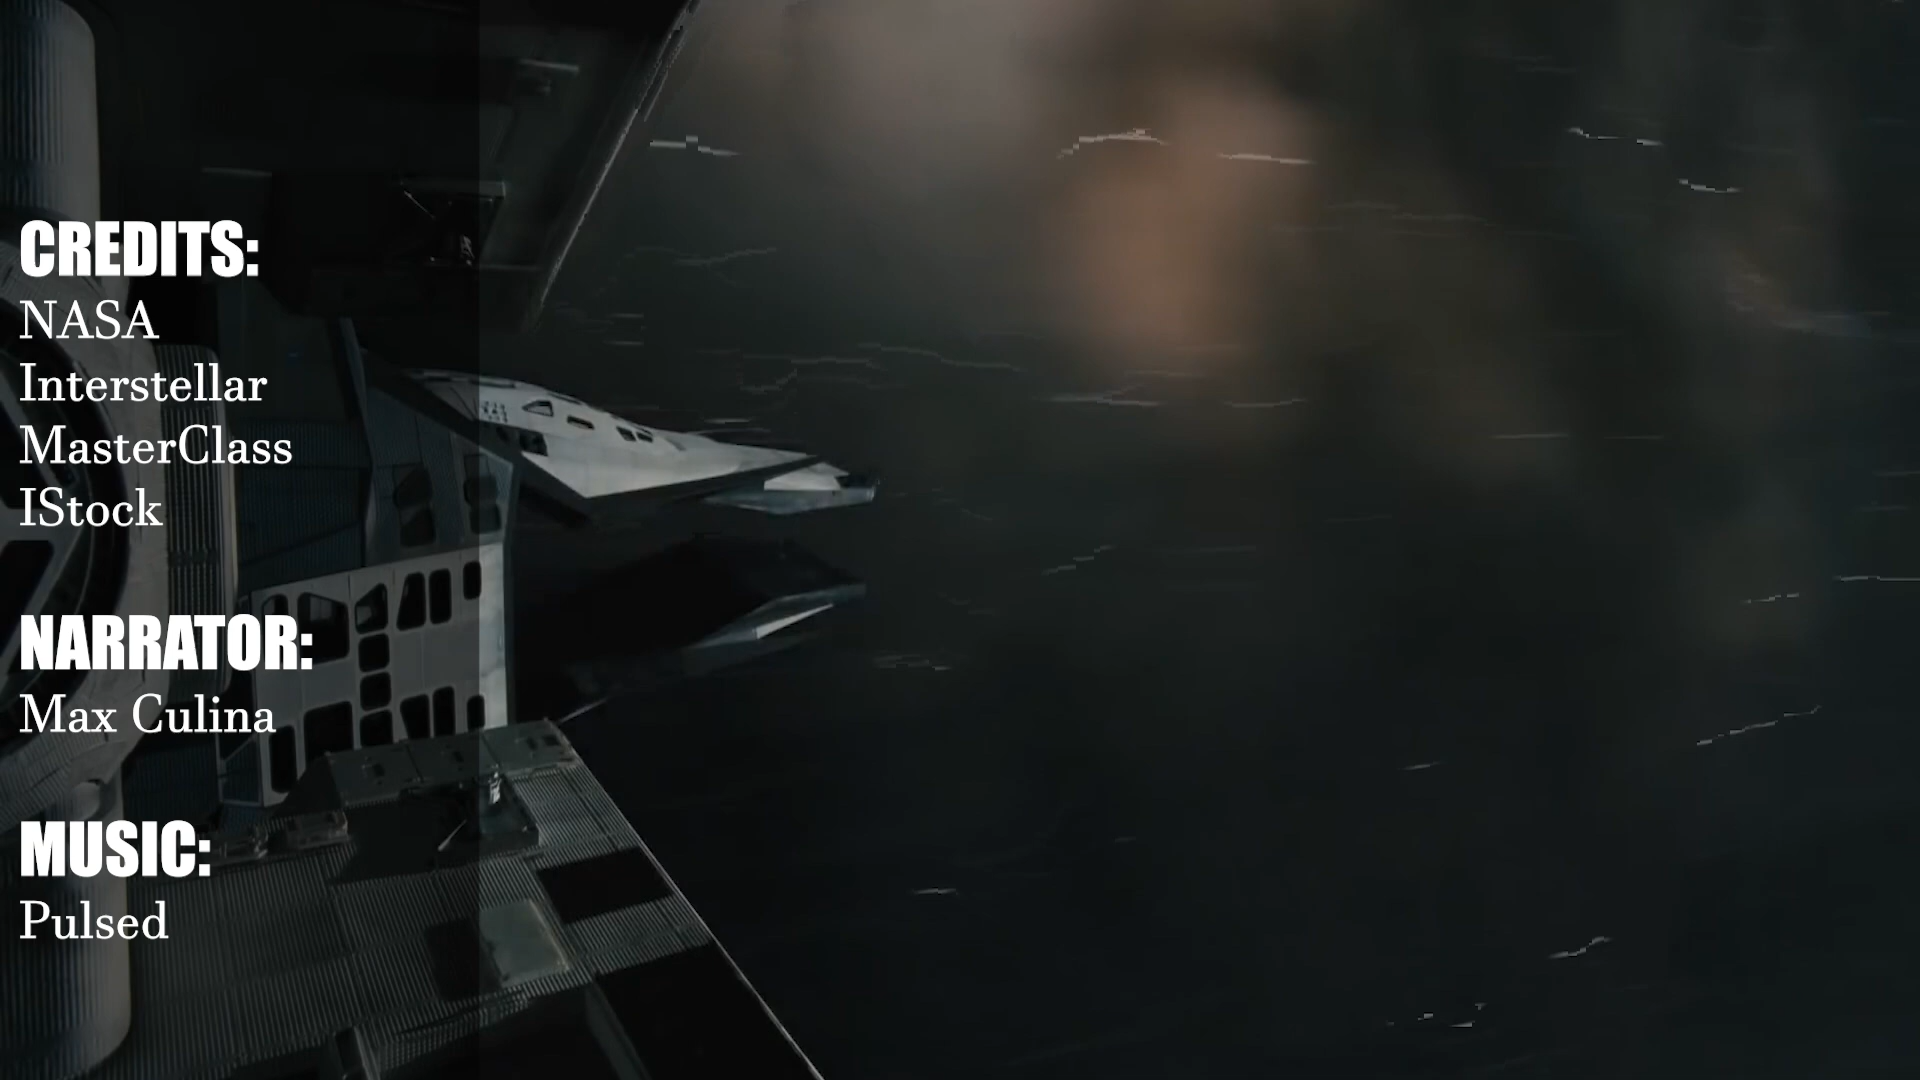 CREDITS:
NASA
Interstellar
MasterClass
IStock
NARRATOR:
Max Culina
MUSIC:
Pulsed